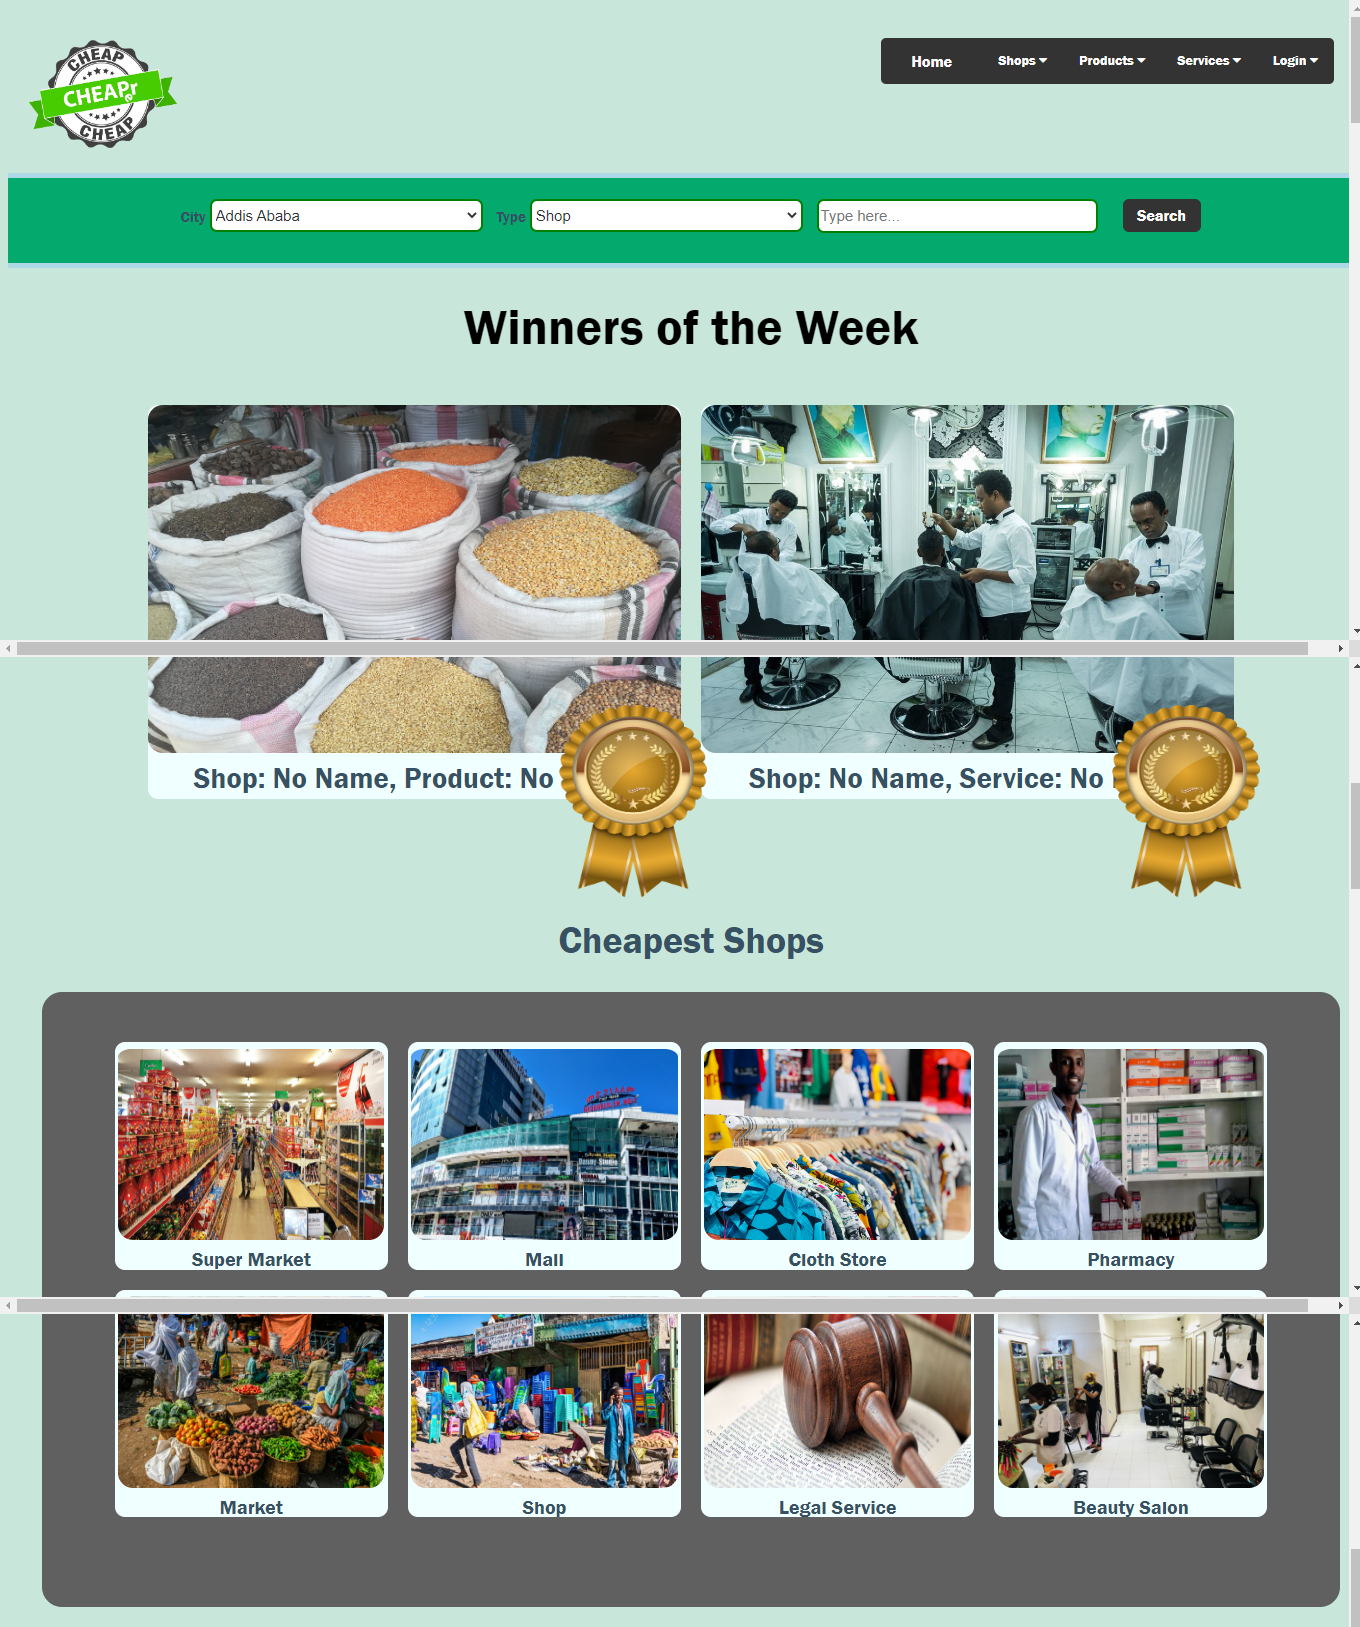 CHEAP
CHEAPer
CHEAP
Home
Shops
Products
Services
Login
City
Addis Ababa
Type
Shop
Type here...
Search
Winners of the Week
Shop: No Name, Product: No
Shop: No Name, Service: No
Cheapest Shops
Super Market
Mall
Cloth Store
Pharmacy
Market
Shop
Legal Service
Beauty Salon